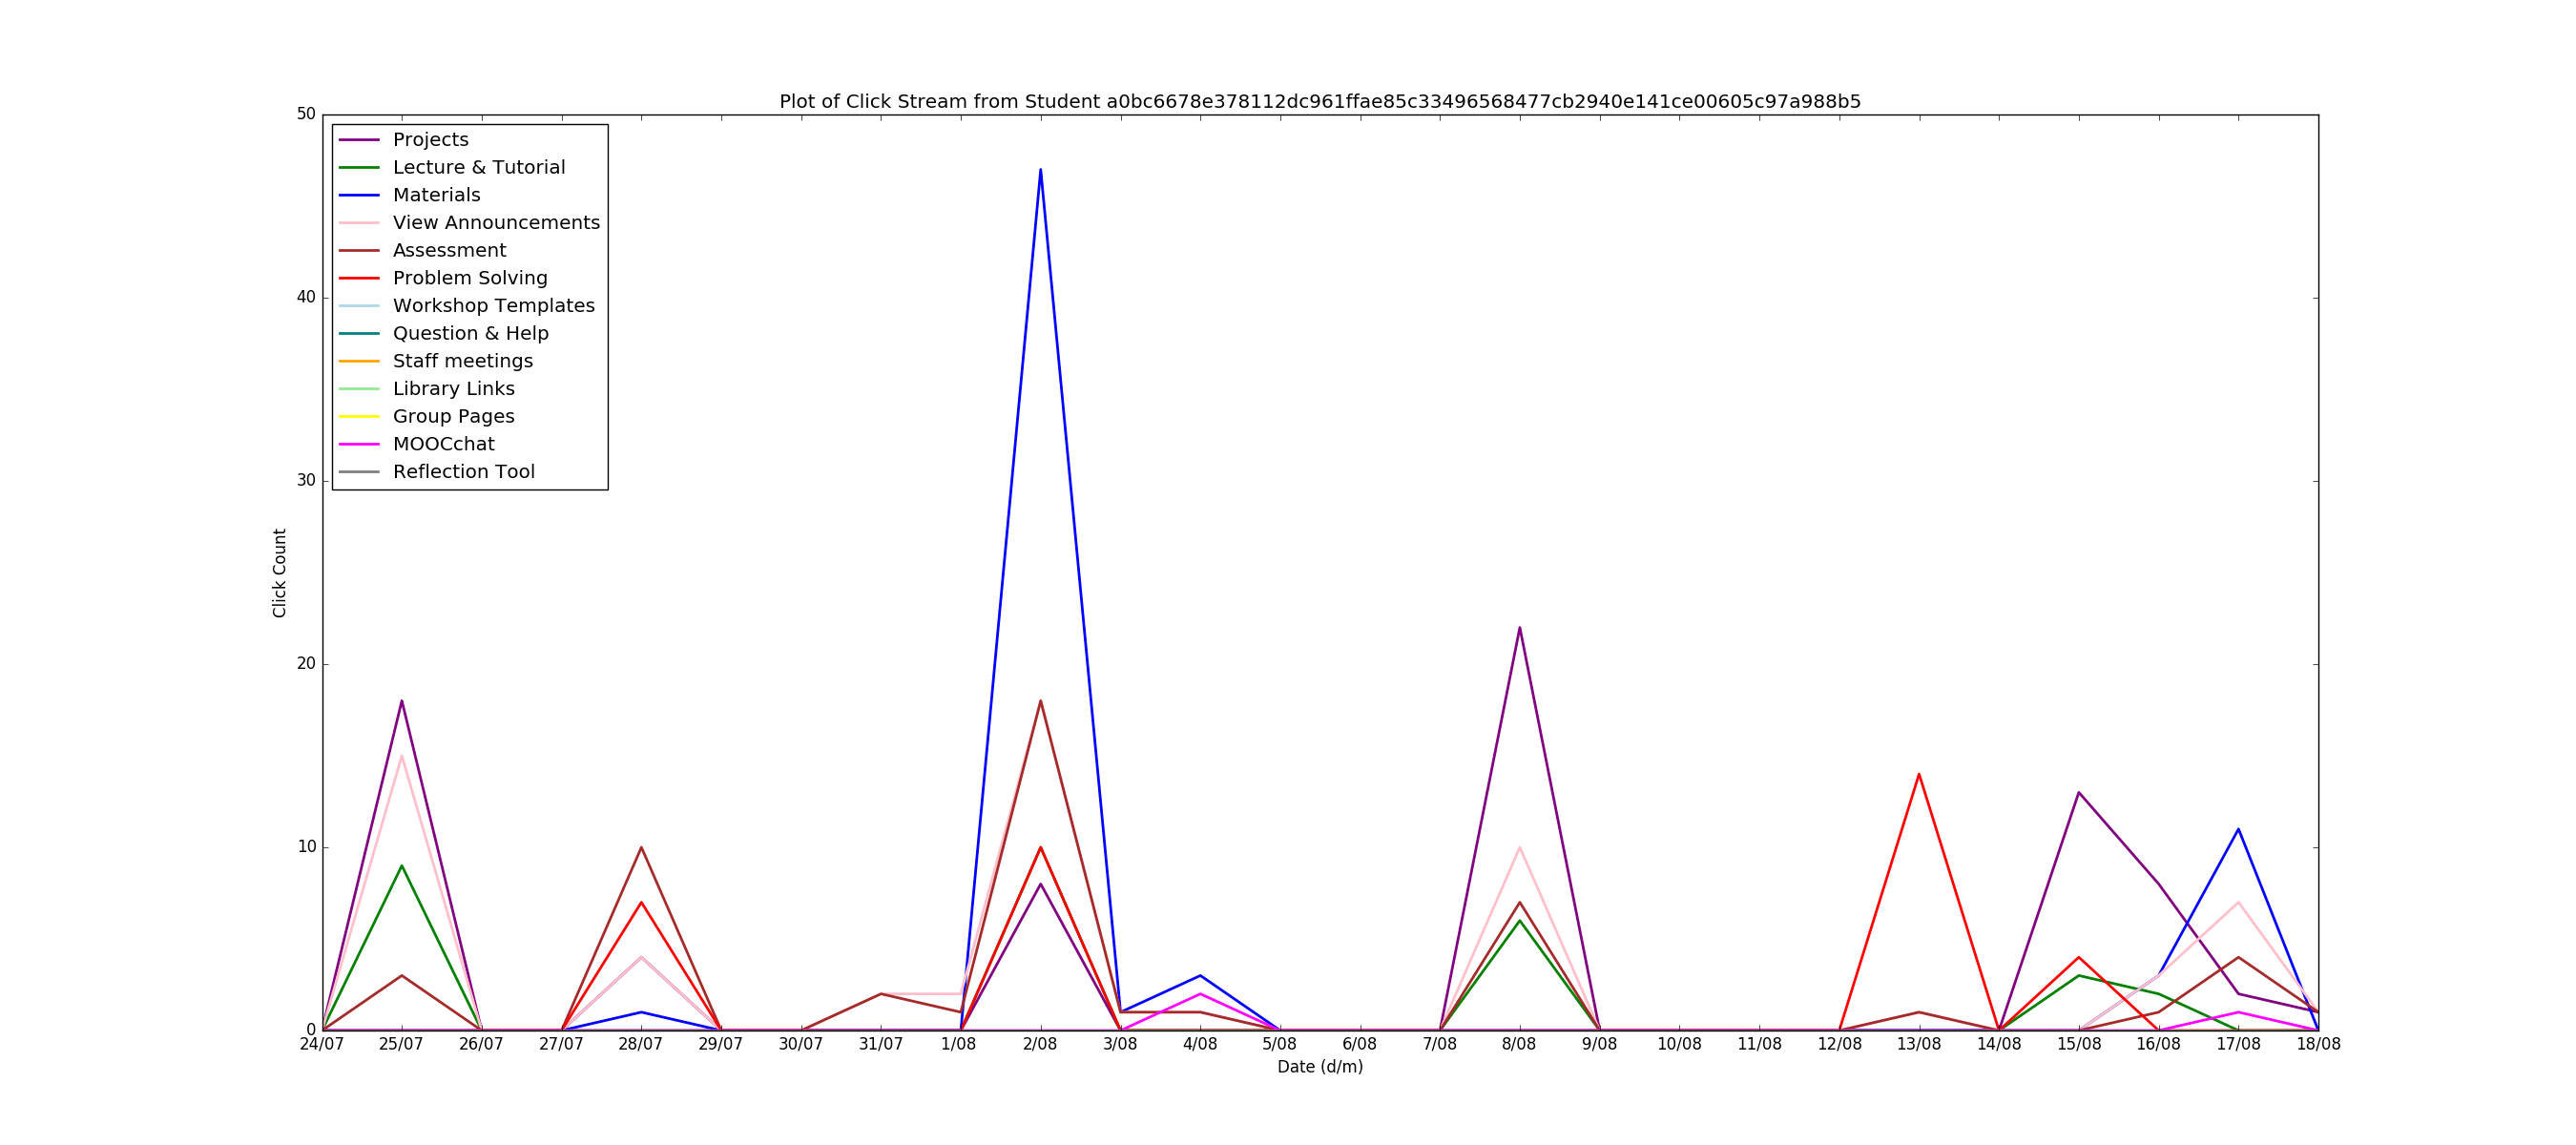 Plot of Click Stream from Student a0bc6678e378112dc961ffae85c33496568477cb2940e141ce00605c97a988b5
50
40
30
20
10
0
Click Count
Projects
Lecture & Tutorial
Materials
View Announcements
Assessment
Problem Solving
Workshop Templates
Question & Help
Staff meetings
Library Links
Group Pages
MOOCchat
Reflection Tool
24/07 25/07 26/07 27/07 28/07 29/07 30/07 31/07 1/08 2/08 3/08 4/08 5/08 6/08 7/08 8/08 9/08 10/08 11/08 12/08 13/08 14/08 15/08 16/08 17/08 18/08
Date (d/m)